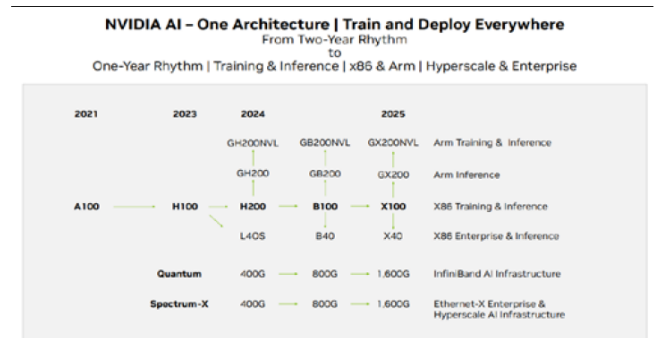 NVIDIA AI – One Architecture | Train and Deploy Everywhere
From Two-Year Rhythm
to
One-Year Rhythm | Training & Inference | x86 & Arm | Hyperscale & Enterprise
2021 2023 2024 2025
GH200NVL GB200NVL GX200NVL Arm Training & Inference
GH200 GB200 GX200 Arm Inference
A100 H100 H200 B100 X100 X86 Training & Inference
L40S B40 X40 X86 Enterprise & Inference
Quantum 400G 800G 1,600G InfiniBand AI Infrastructure
Spectrum-X 400G 800G 1,600G Ethernet-X Enterprise &
Hyperscale AI Infrastructure